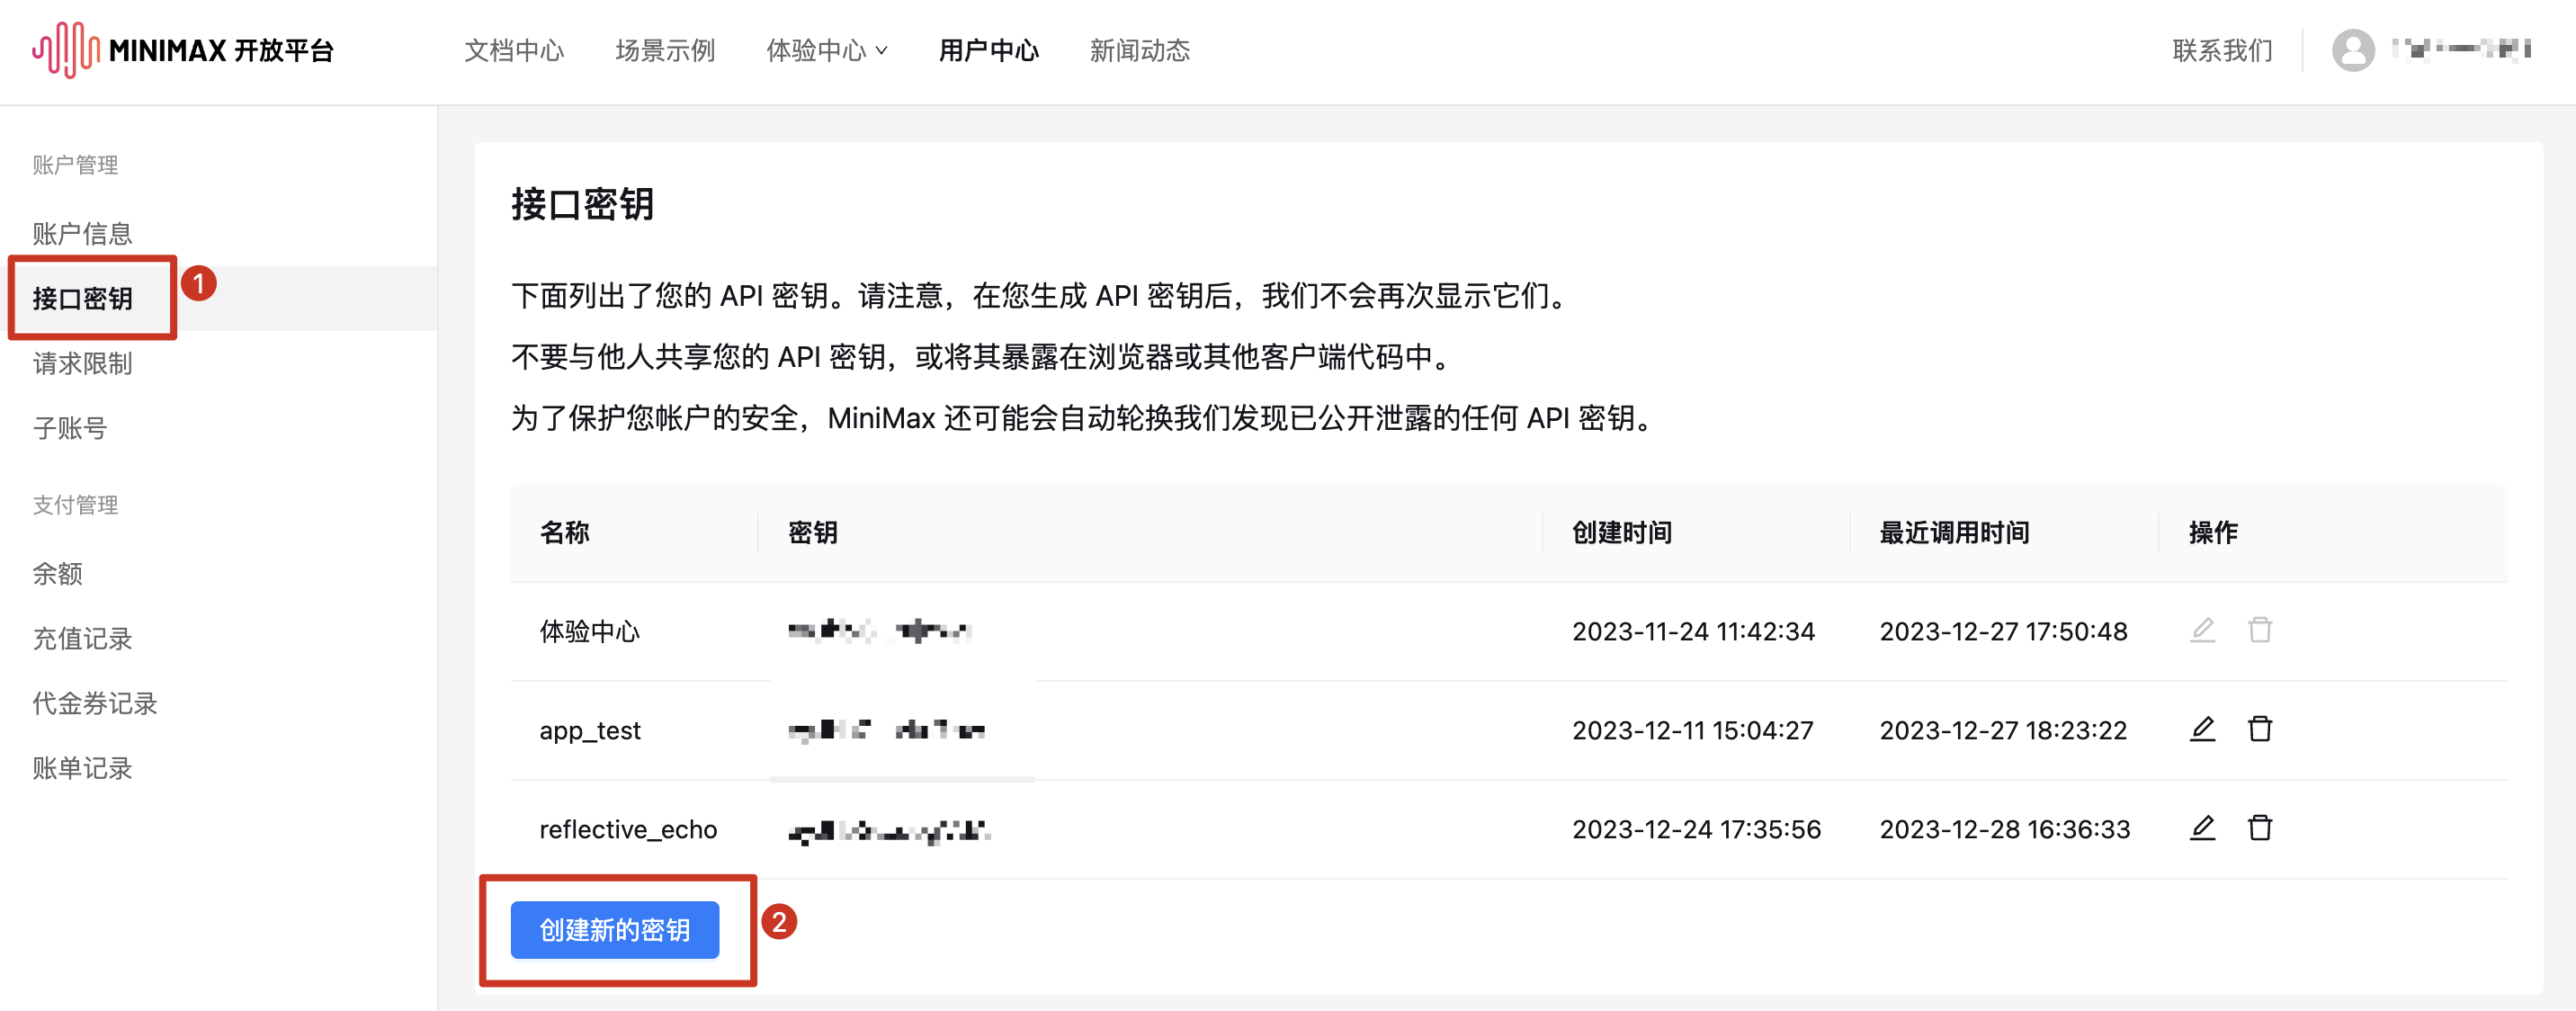 MINIMAX 开放平台
文档中心 场景示例 体验中心 用户中心 新闻动态 联系我们
账户管理
账户信息
接口密钥 1
请求限制
子账号
支付管理
余额
充值记录
代金券记录
账单记录
接口密钥
下面列出了您的 API 密钥。请注意，在您生成 API 密钥后，我们不会再次显示它们。
不要与他人共享您的 API 密钥，或将其暴露在浏览器或其他客户端代码中。
为了保护您帐户的安全，MiniMax 还可能会自动轮换我们发现已公开泄露的任何 API 密钥。
名称 密钥 创建时间 最近调用时间 操作
体验中心 2023-11-24 11:42:34 2023-12-27 17:50:48
app_test 2023-12-11 15:04:27 2023-12-27 18:23:22
reflective_echo 2023-12-24 17:35:56 2023-12-28 16:36:33
创建新的密钥 2